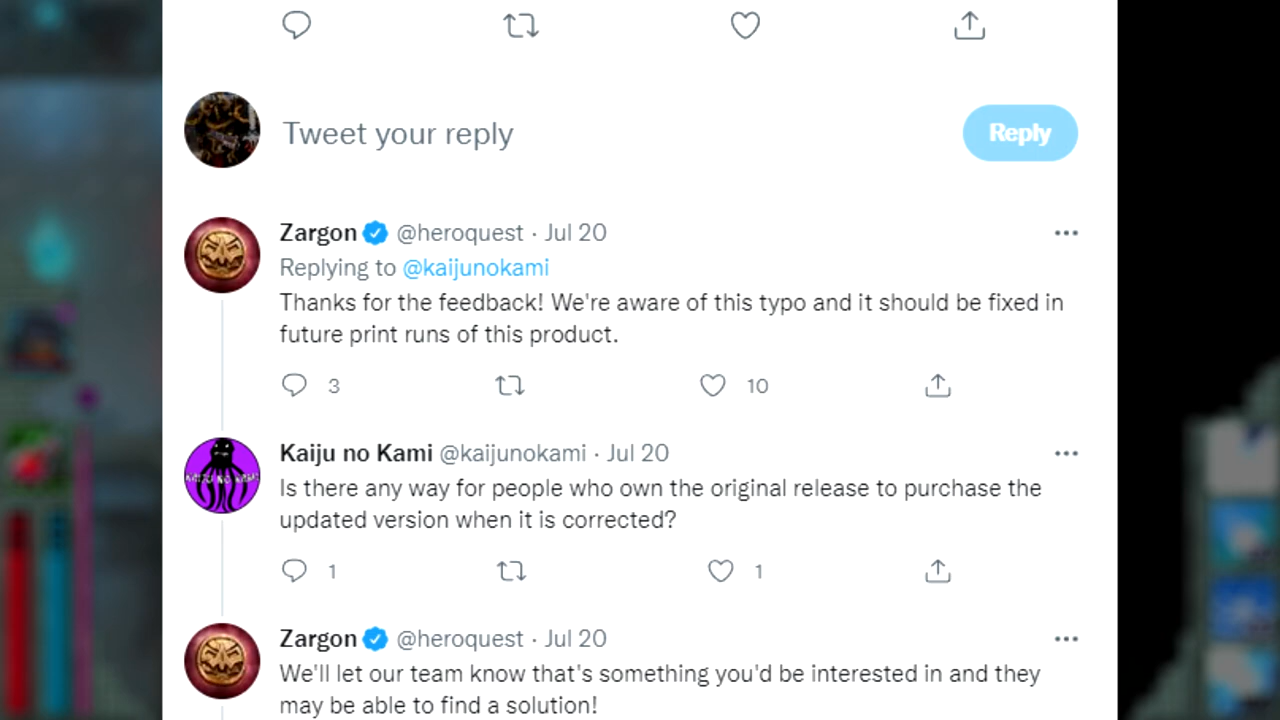 Tweet your reply
Reply
Zargon @heroquest · Jul 20
Replying to @kaijunokami
Thanks for the feedback! We're aware of this typo and it should be fixed in
future print runs of this product.
3 10
Kaiju no Kami @kaijunokami · Jul 20
Is there any way for people who own the original release to purchase the
updated version when it is corrected?
1 1
Zargon @heroquest · Jul 20
We'll let our team know that's something you'd be interested in and they
may be able to find a solution!